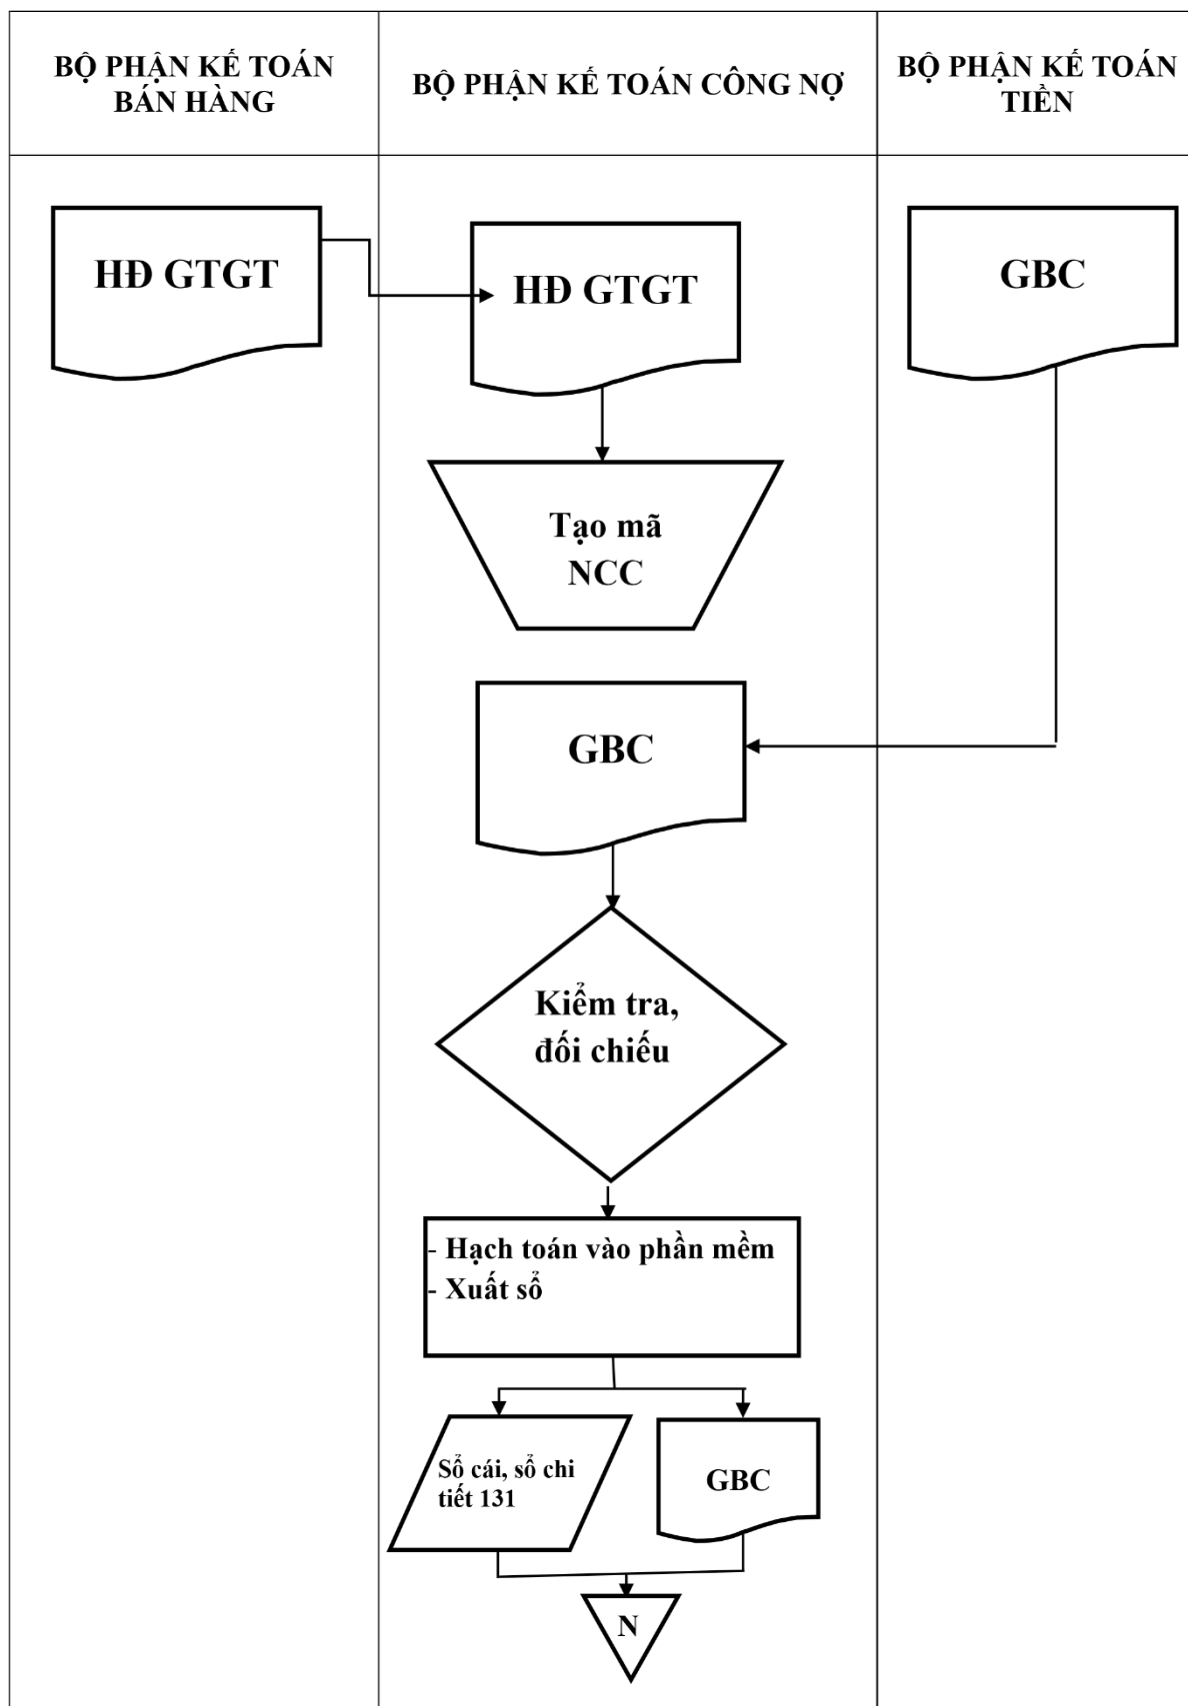 BỘ PHẬN KẾ TOÁN
BÁN HÀNG
BỘ PHẬN KẾ TOÁN CÔNG NỢ
BỘ PHẬN KẾ TOÁN
TIỀN
HĐ GTGT
HĐ GTGT
GBC
Tạo mã
NCC
GBC
Kiểm tra,
đối chiếu
- Hạch toán vào phần mềm
- Xuất sổ
Sổ cái, sổ chi
tiết 131
GBC
N